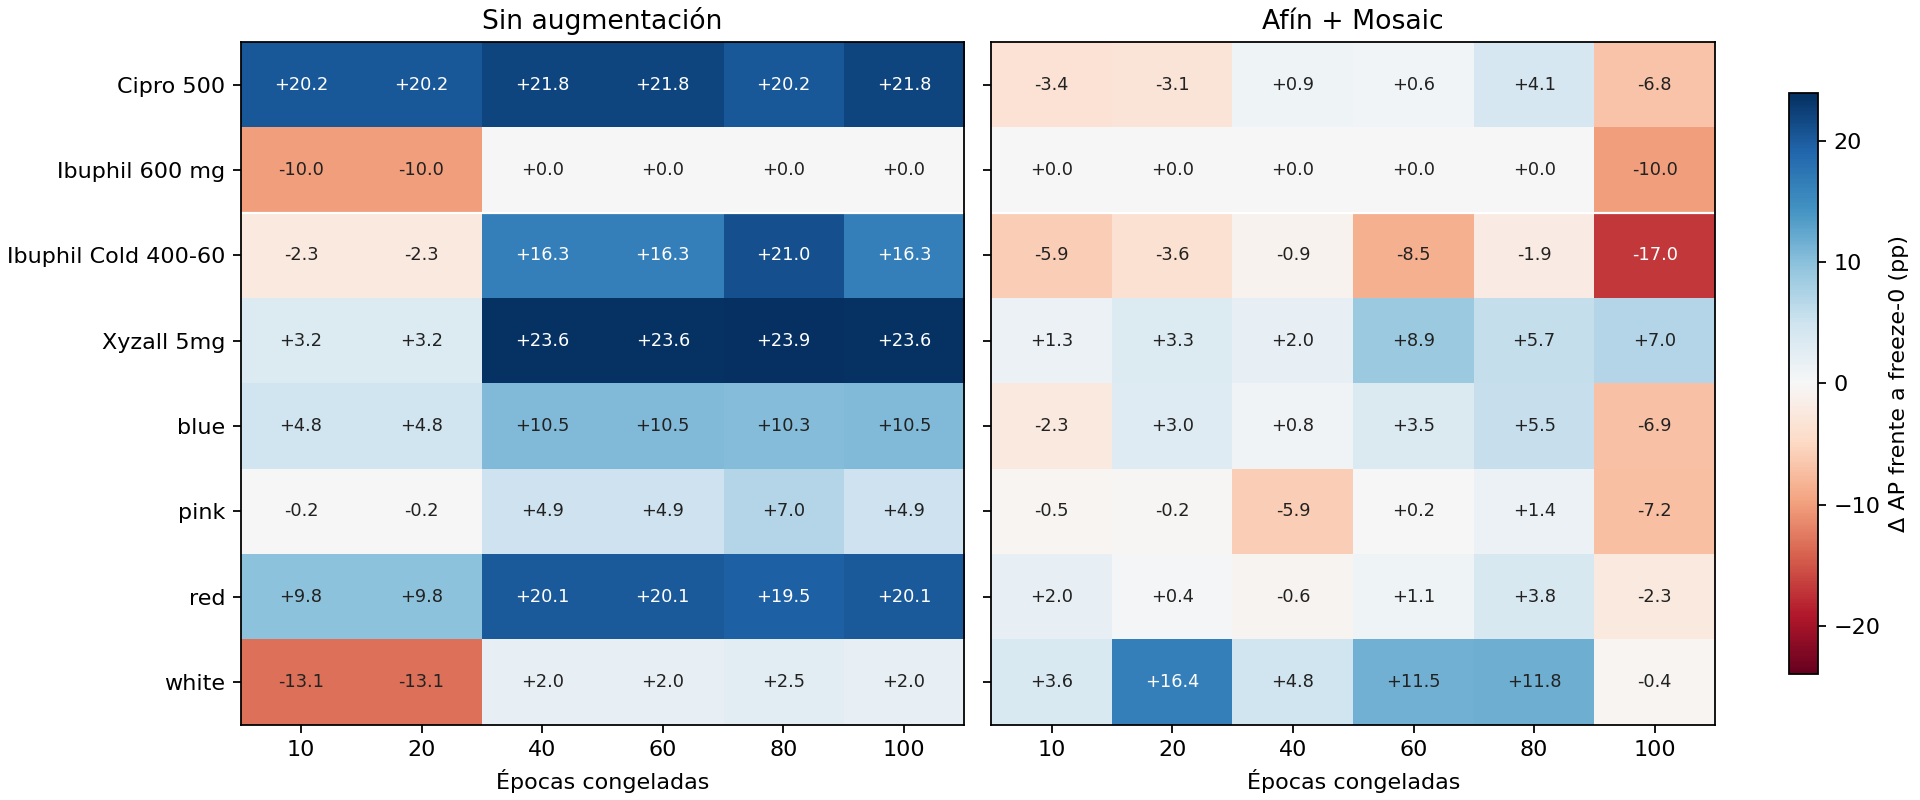 Sin augmentación
Afín + Mosaic
Cipro 500 +20.2 +20.2 +21.8 +21.8 +20.2 +21.8 -3.4 -3.1 +0.9 +0.6 +4.1 -6.8
Ibuphil 600 mg -10.0 -10.0 +0.0 +0.0 +0.0 +0.0 +0.0 +0.0 +0.0 +0.0 +0.0 -10.0
Ibuphil Cold 400-60 -2.3 -2.3 +16.3 +16.3 +21.0 +16.3 -5.9 -3.6 -0.9 -8.5 -1.9 -17.0
Xyzall 5mg +3.2 +3.2 +23.6 +23.6 +23.9 +23.6 +1.3 +3.3 +2.0 +8.9 +5.7 +7.0
blue +4.8 +4.8 +10.5 +10.5 +10.3 +10.5 -2.3 +3.0 +0.8 +3.5 +5.5 -6.9
pink -0.2 -0.2 +4.9 +4.9 +7.0 +4.9 -0.5 -0.2 -5.9 +0.2 +1.4 -7.2
red +9.8 +9.8 +20.1 +20.1 +19.5 +20.1 +2.0 +0.4 -0.6 +1.1 +3.8 -2.3
white -13.1 -13.1 +2.0 +2.0 +2.5 +2.0 +3.6 +16.4 +4.8 +11.5 +11.8 -0.4
10 20 40 60 80 100 10 20 40 60 80 100
Épocas congeladas
Épocas congeladas
20
10
0
−10
−20
Δ AP frente a freeze-0 (pp)